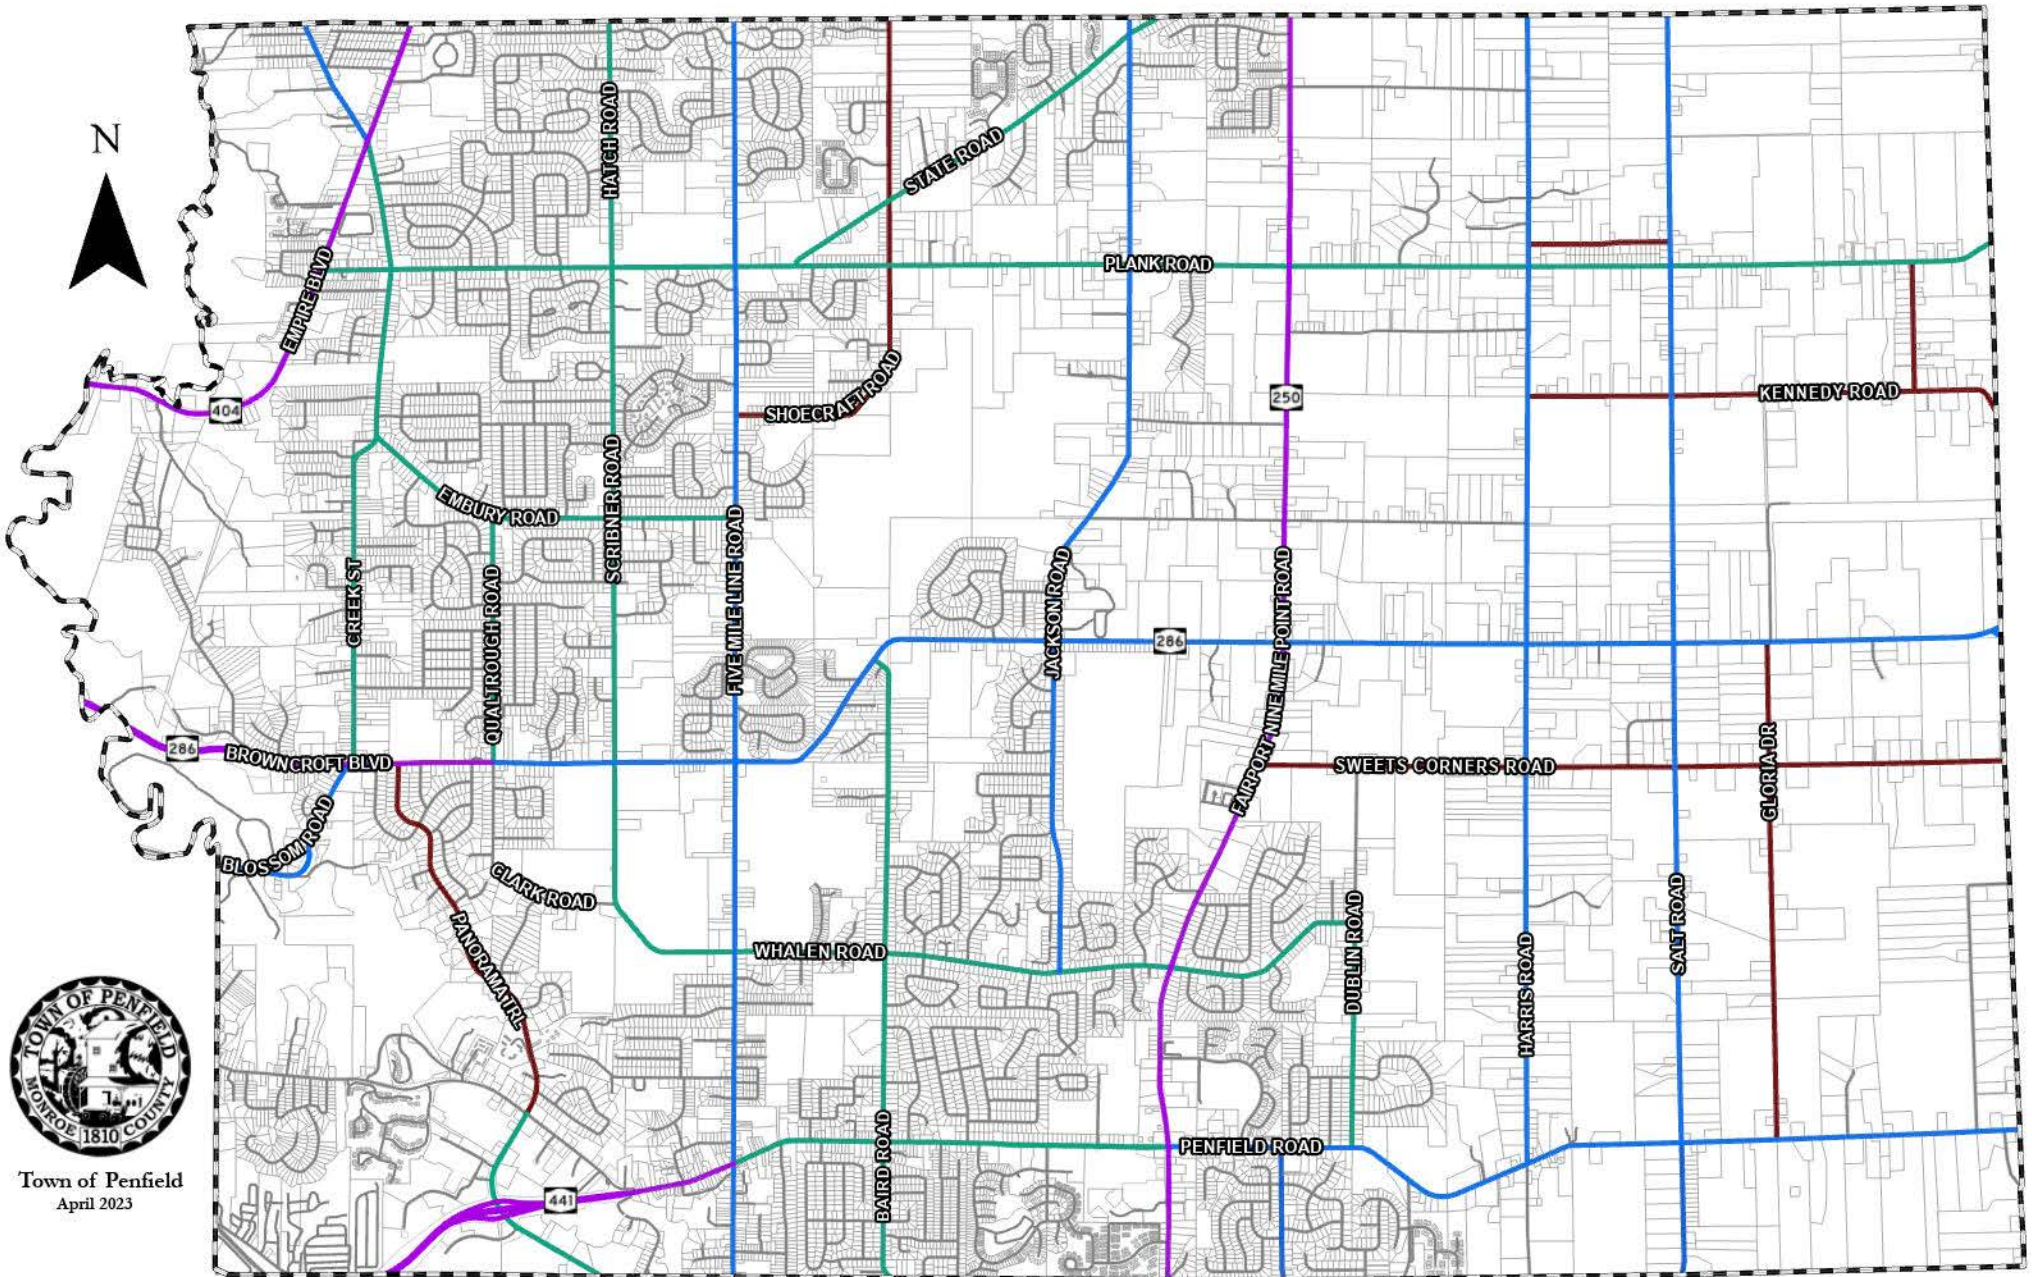 N
HATCH ROAD
STATE ROAD
PLANK ROAD
EMPIRE BLVD
404
SHOECRAFT ROAD
250
KENNEDY ROAD
EMBURY ROAD
SCRIBNER ROAD
FIVE MILE LINE ROAD
CREEK ST
QUALTROUGH ROAD
JACKSON ROAD
FAIRPORT NINE MILE POINT ROAD
286
286
BROWNCROFT BLVD
SWEETS CORNERS ROAD
GLORIA DR
BLOSSOM ROAD
CLARK ROAD
PANORAMA TRL
WHALEN ROAD
DUBLIN ROAD
HARRIS ROAD
SALT ROAD
BAIRD ROAD
PENFIELD ROAD
441
TOWN OF PENFIELD
MONROE 1810 COUNTY
Town of Penfield
April 2023